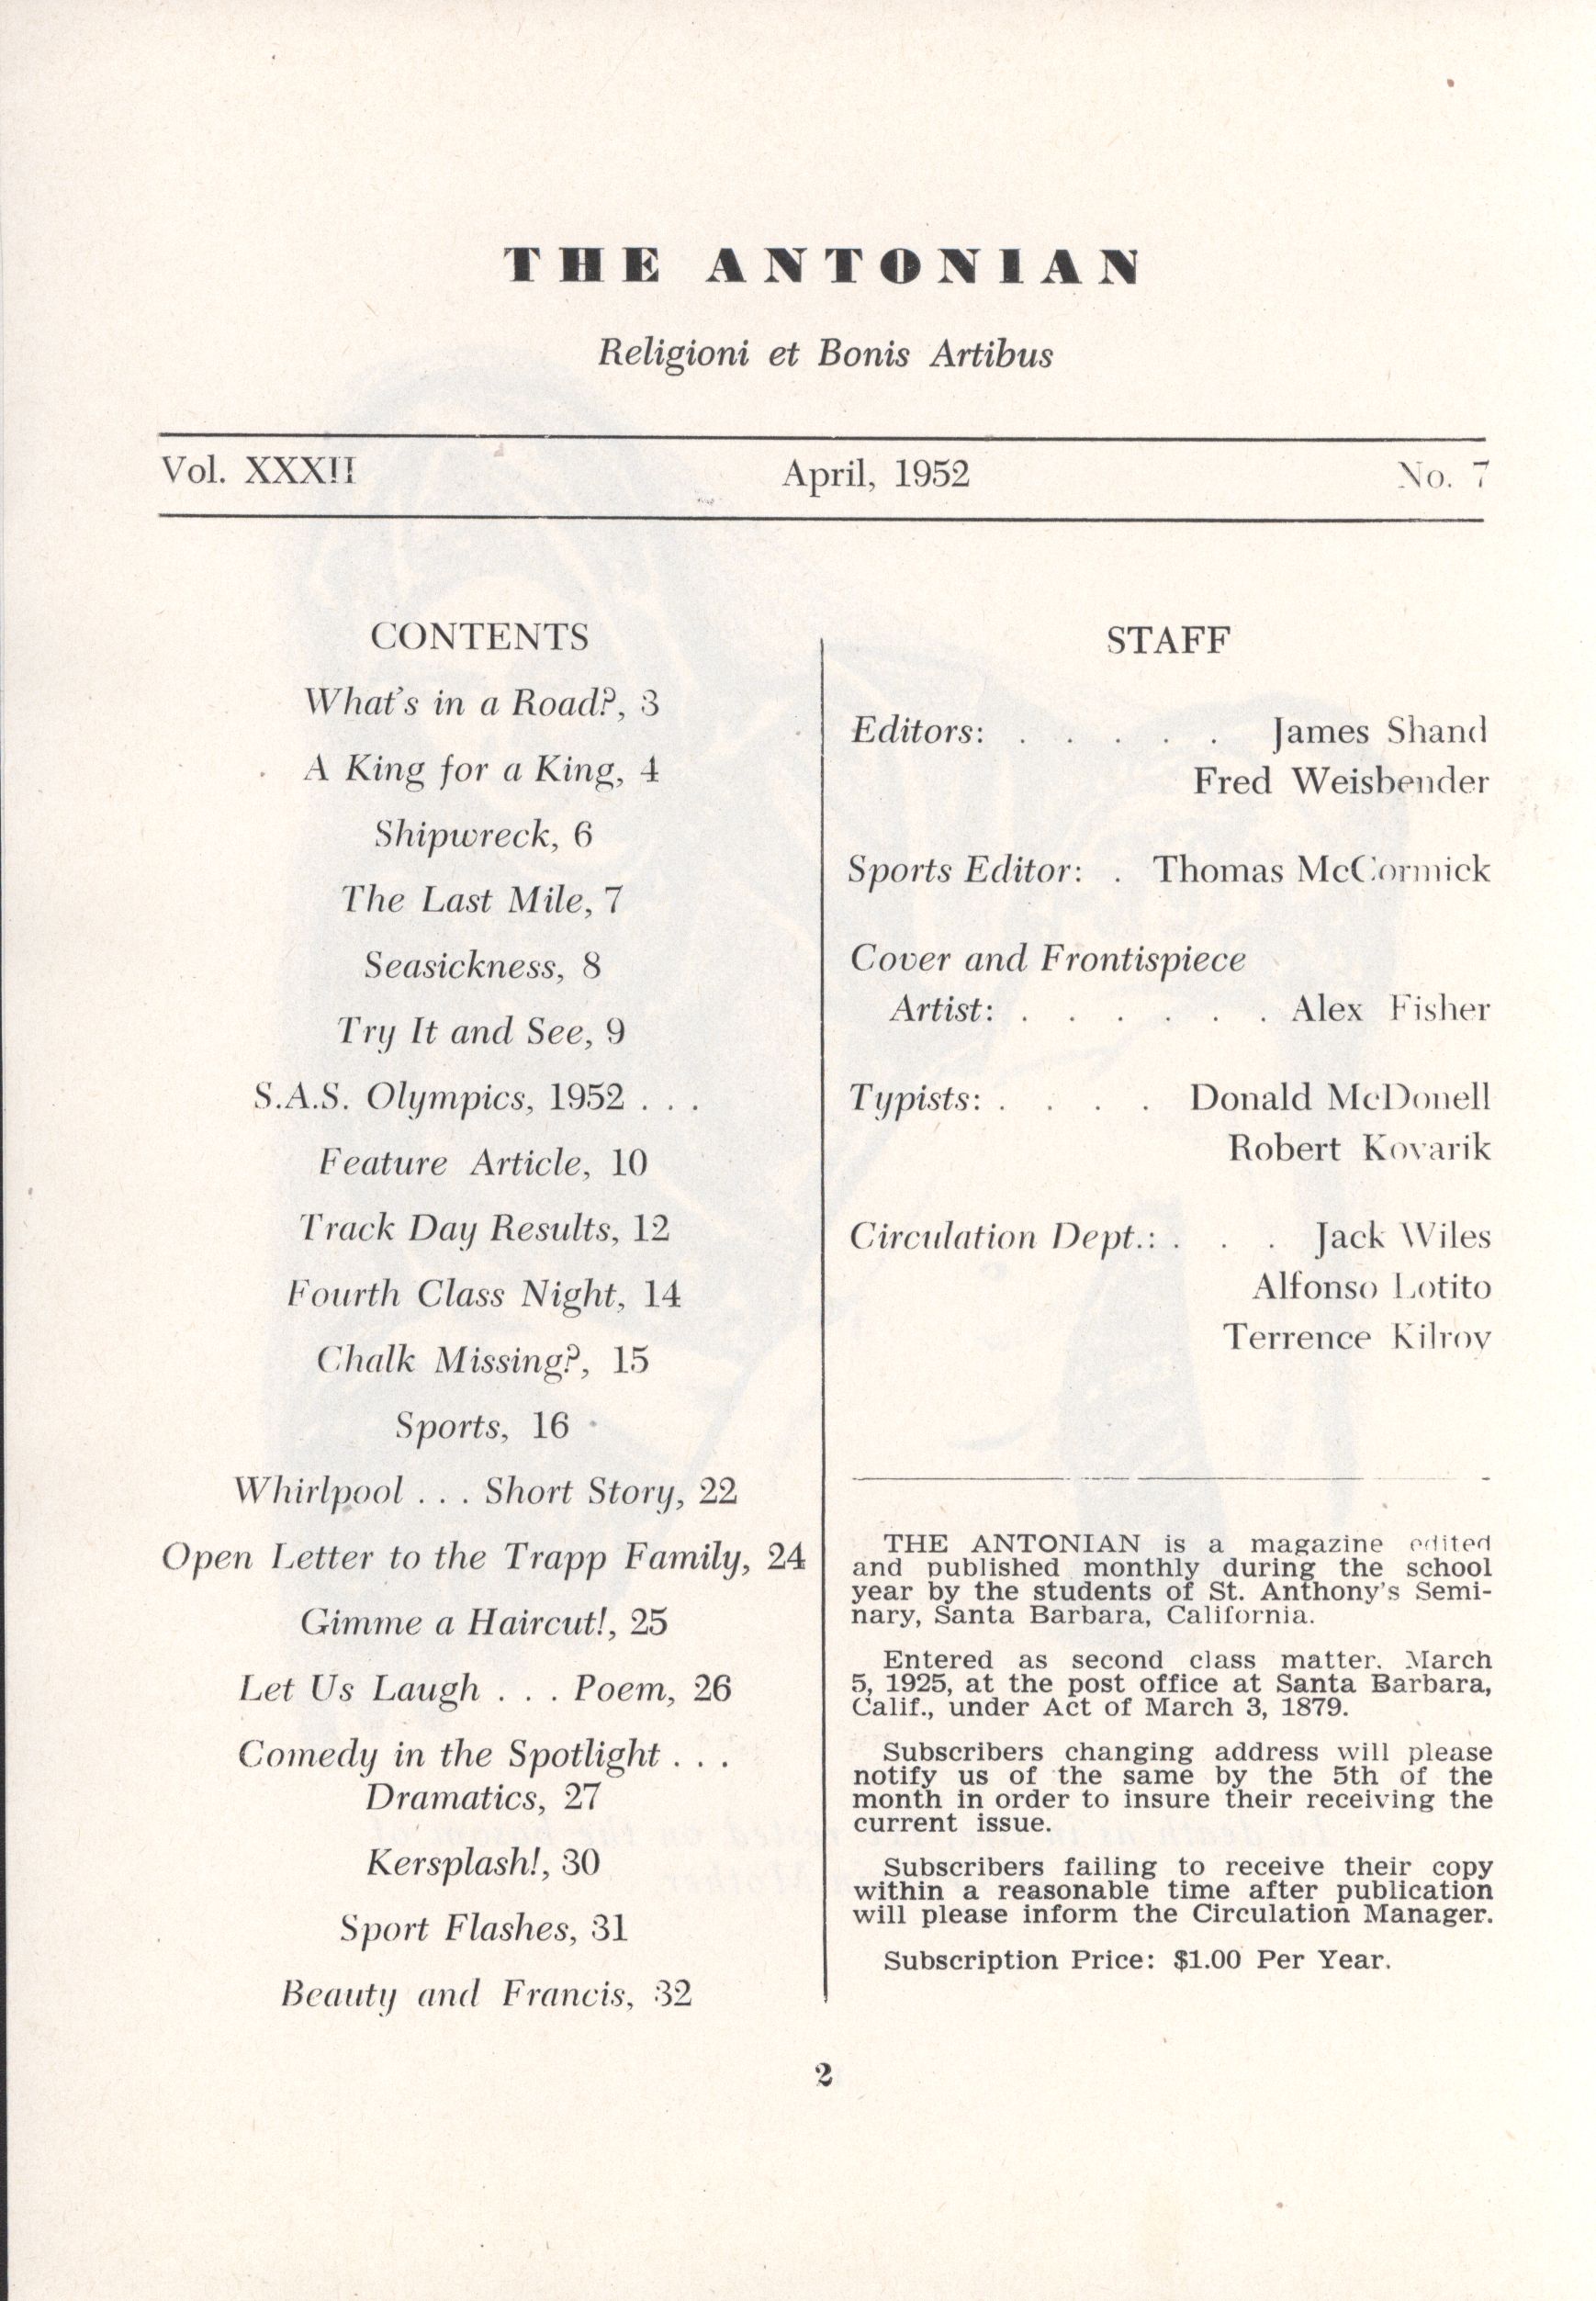 THE ANTONIAN
Religioni et Bonis Artibus
Vol. XXXII April, 1952 No. 7
CONTENTS
What's in a Road?, 3
A King for a King, 4
Shipwreck, 6
The Last Mile, 7
Seasickness, 8
Try It and See, 9
S.A.S. Olympics, 1952 . . .
Feature Article, 10
Track Day Results, 12
Fourth Class Night, 14
Chalk Missing?, 15
Sports, 16
Whirlpool . . . Short Story, 22
Open Letter to the Trapp Family, 24
Gimme a Haircut!, 25
Let Us Laugh . . . Poem, 26
Comedy in the Spotlight . . .
Dramatics, 27
Kersplash!, 30
Sport Flashes, 31
Beauty and Francis, 32
STAFF
Editors: . . . . . James Shand
Fred Weisbender
Sports Editor: . Thomas McCormick
Cover and Frontispiece
Artist: . . . . . . Alex Fisher
Typists: . . . . Donald McDonell
Robert Kovarik
Circulation Dept.: . . . Jack Wiles
Alfonso Lotito
Terrence Kilroy
THE ANTONIAN is a magazine edited
and published monthly during the school
year by the students of St. Anthony's Semi-
nary, Santa Barbara, California.
Entered as second class matter. March
5, 1925, at the post office at Santa Barbara,
Calif., under Act of March 3, 1879.
Subscribers changing address will please
notify us of the same by the 5th of the
month in order to insure their receiving the
current issue.
Subscribers failing to receive their copy
within a reasonable time after publication
will please inform the Circulation Manager.
Subscription Price: $1.00 Per Year.
2